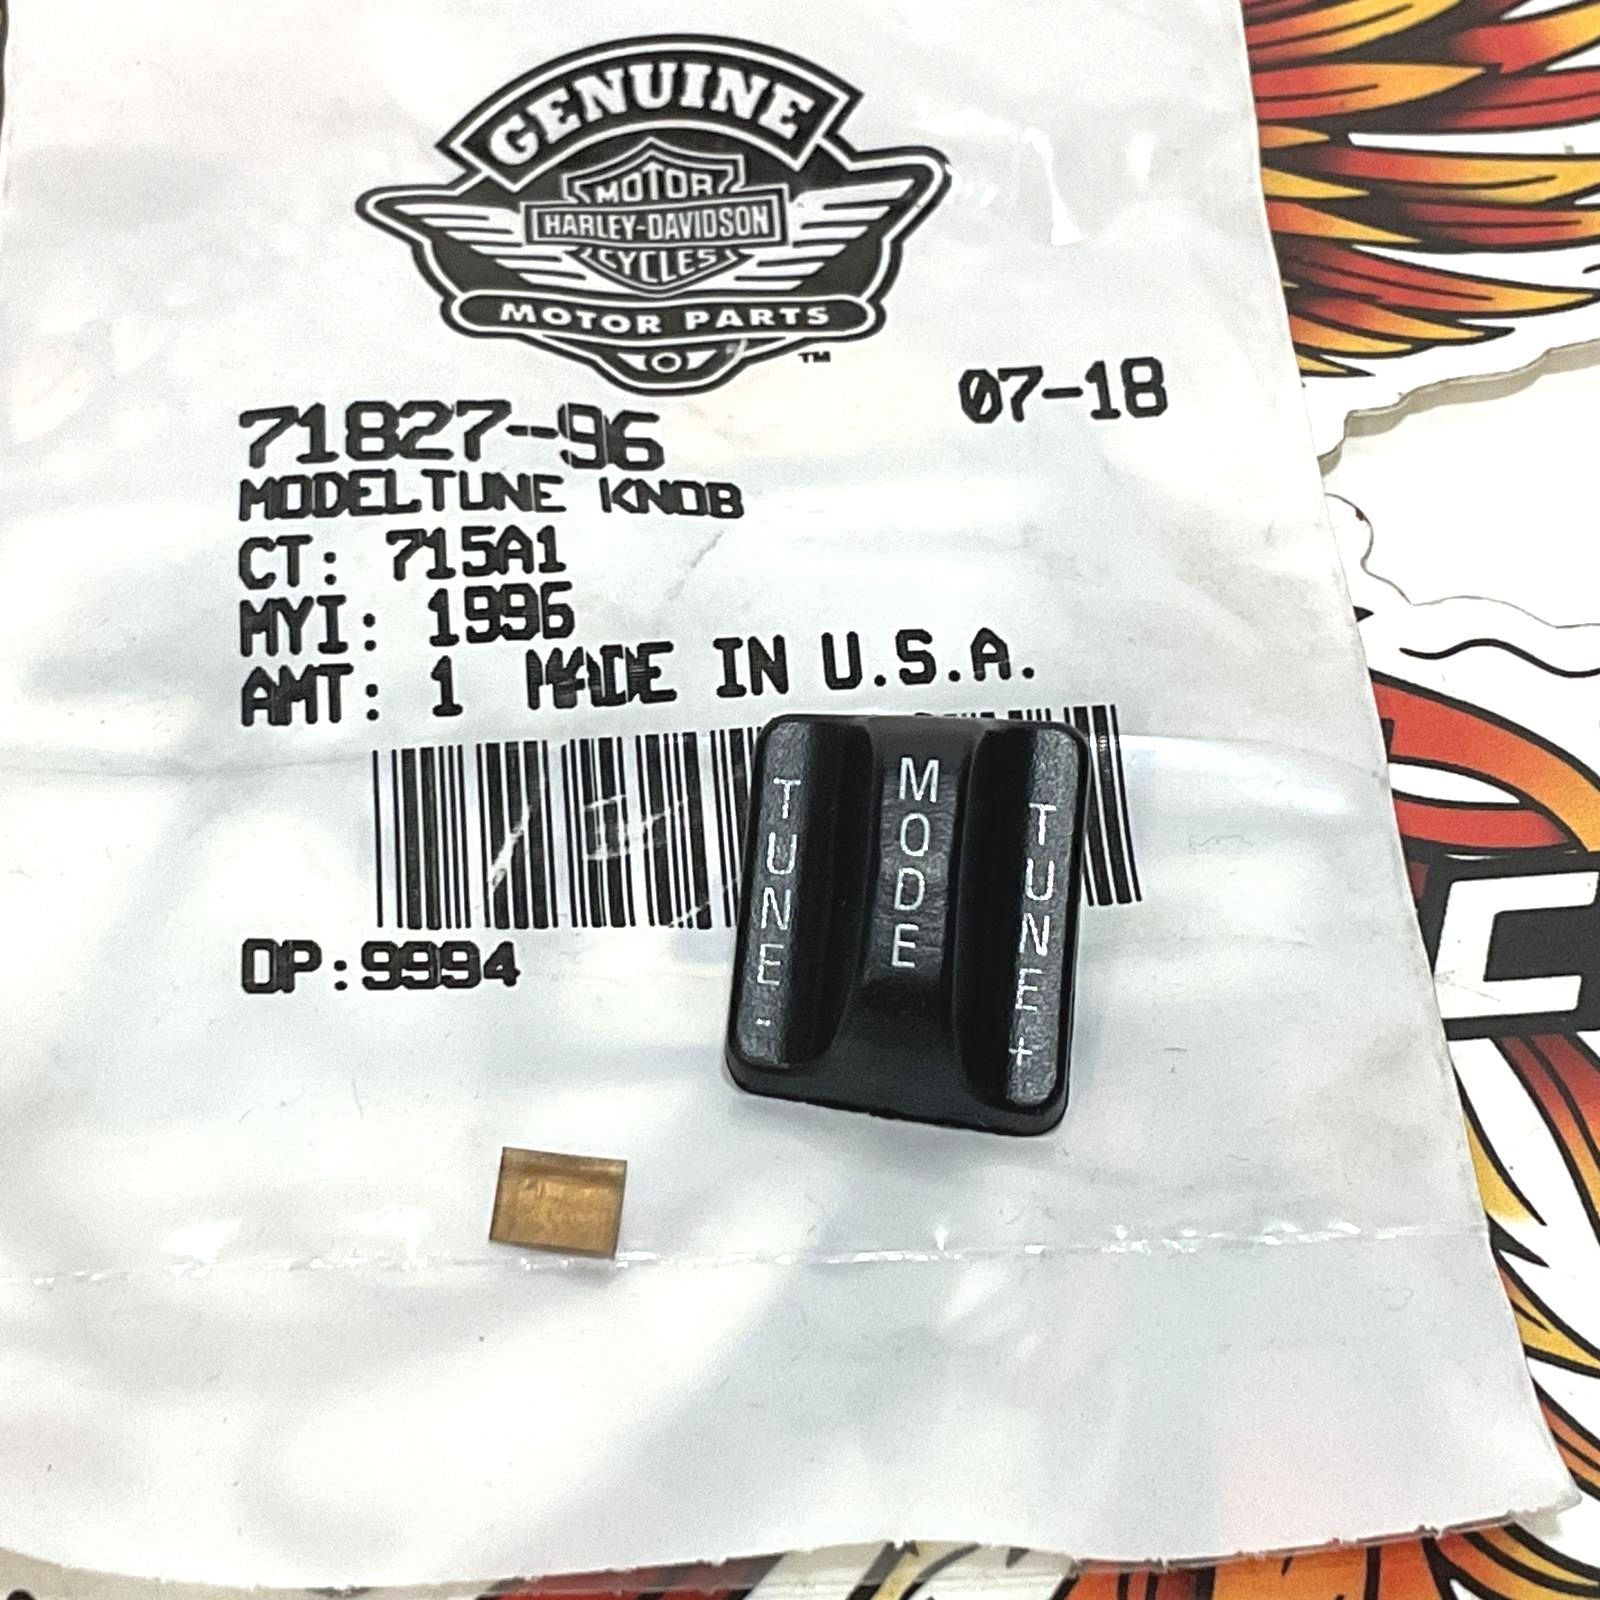 GENUINE
MOTOR
HARLEY-DAVIDSON
CYCLES
MOTOR PARTS
TM
71827-96
07-18
MODELTUNE KNOB
CT: 715A1
MYI: 1996
AMT: 1 MADE IN U.S.A.
OP:9994
TUNE-
MODE
TUNE+
C